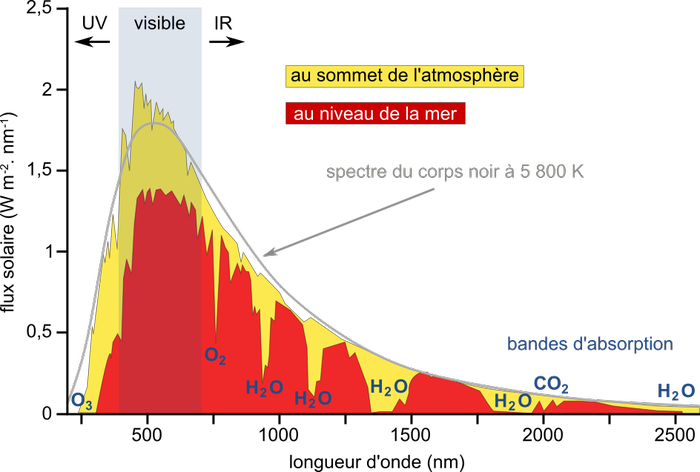 2,5
UV
visible
IR
2
au sommet de l'atmosphère
au niveau de la mer
1,5
spectre du corps noir à 5 800 K
flux solaire (W m-2. nm-1)
1
0,5
bandes d'absorption
O2
H2O
H2O
H2O
CO2
H2O
H2O
O3
0
500
1000
1500
2000
2500
longueur d'onde (nm)